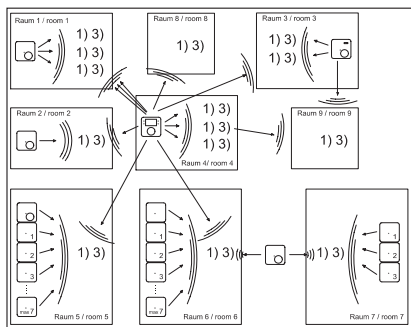 Raum 1 / room 1
1) 3)
1) 3)
1) 3)
Raum 8 / room 8
1) 3)
Raum 3 / room 3
1) 3)
1) 3)
1) 3)
Raum 2 / room 2
1) 3)
1) 3)
1) 3)
1) 3)
Raum 4/ room 4
Raum 9 / room 9
1) 3)
1
2
3
max 7
1) 3)
Raum 5 / room 5
1
2
3
max 7
1) 3)
Raum 6 / room 6
1) 3)
1
2
3
Raum 7 / room 7